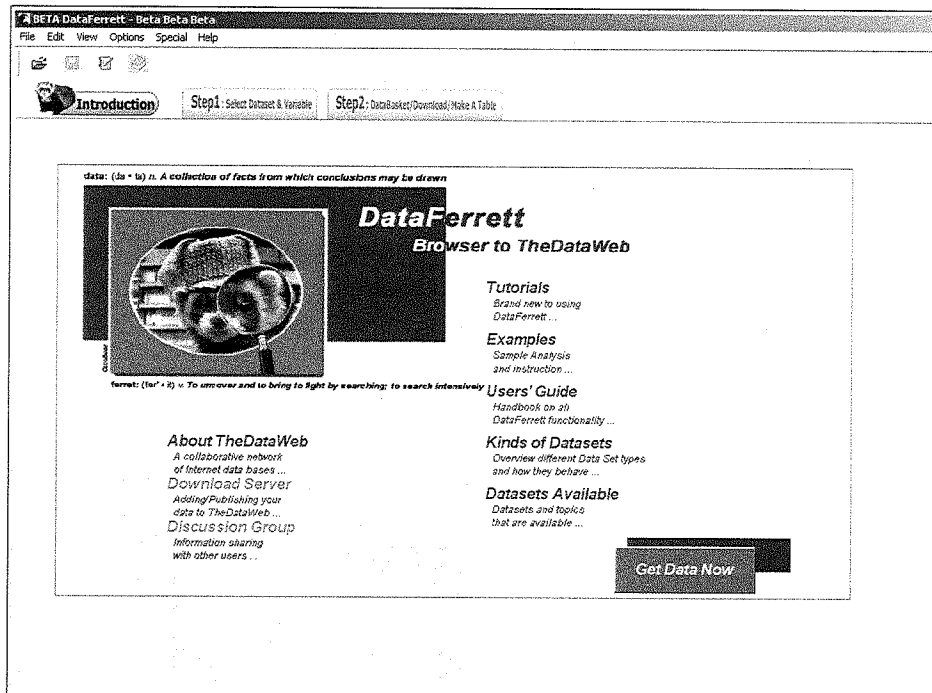 BETA DataFerrett - Beta Beta Beta
File Edit View Options Special Help
Introduction
Step1: Select Dataset & Variable
Step2: DataBasket/Download/Make A Table
data: (da • ta) n. A collection of facts from which conclusions may be drawn
DataFerrett
Browser to TheDataWeb
Tutorials
Brand new to using
DataFerrett ...
Examples
Sample Analysis
and instruction ...
ferret: (fer' • it) v. To uncover and to bring to light by searching; to search intensively
Users' Guide
Handbook on all
DataFerrett functionality ...
About TheDataWeb
A collaborative network
of Internet data bases ...
Download Server
Adding/Publishing your
data to TheDataWeb ...
Discussion Group
Information sharing
with other users ...
Kinds of Datasets
Overview different Data Set types
and how they behave ...
Datasets Available
Datasets and topics
that are available ...
Get Data Now